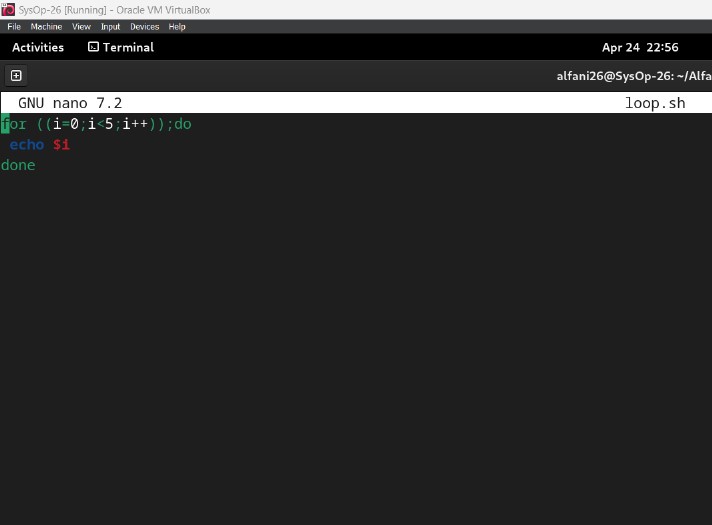 SysOp-26 [Running] - Oracle VM VirtualBox
File Machine View Input Devices Help
Activities Terminal Apr 24 22:56
alfani26@SysOp-26: ~/Alfa
GNU nano 7.2 loop.sh
for ((i=0;i<5;i++));do
 echo $i
done